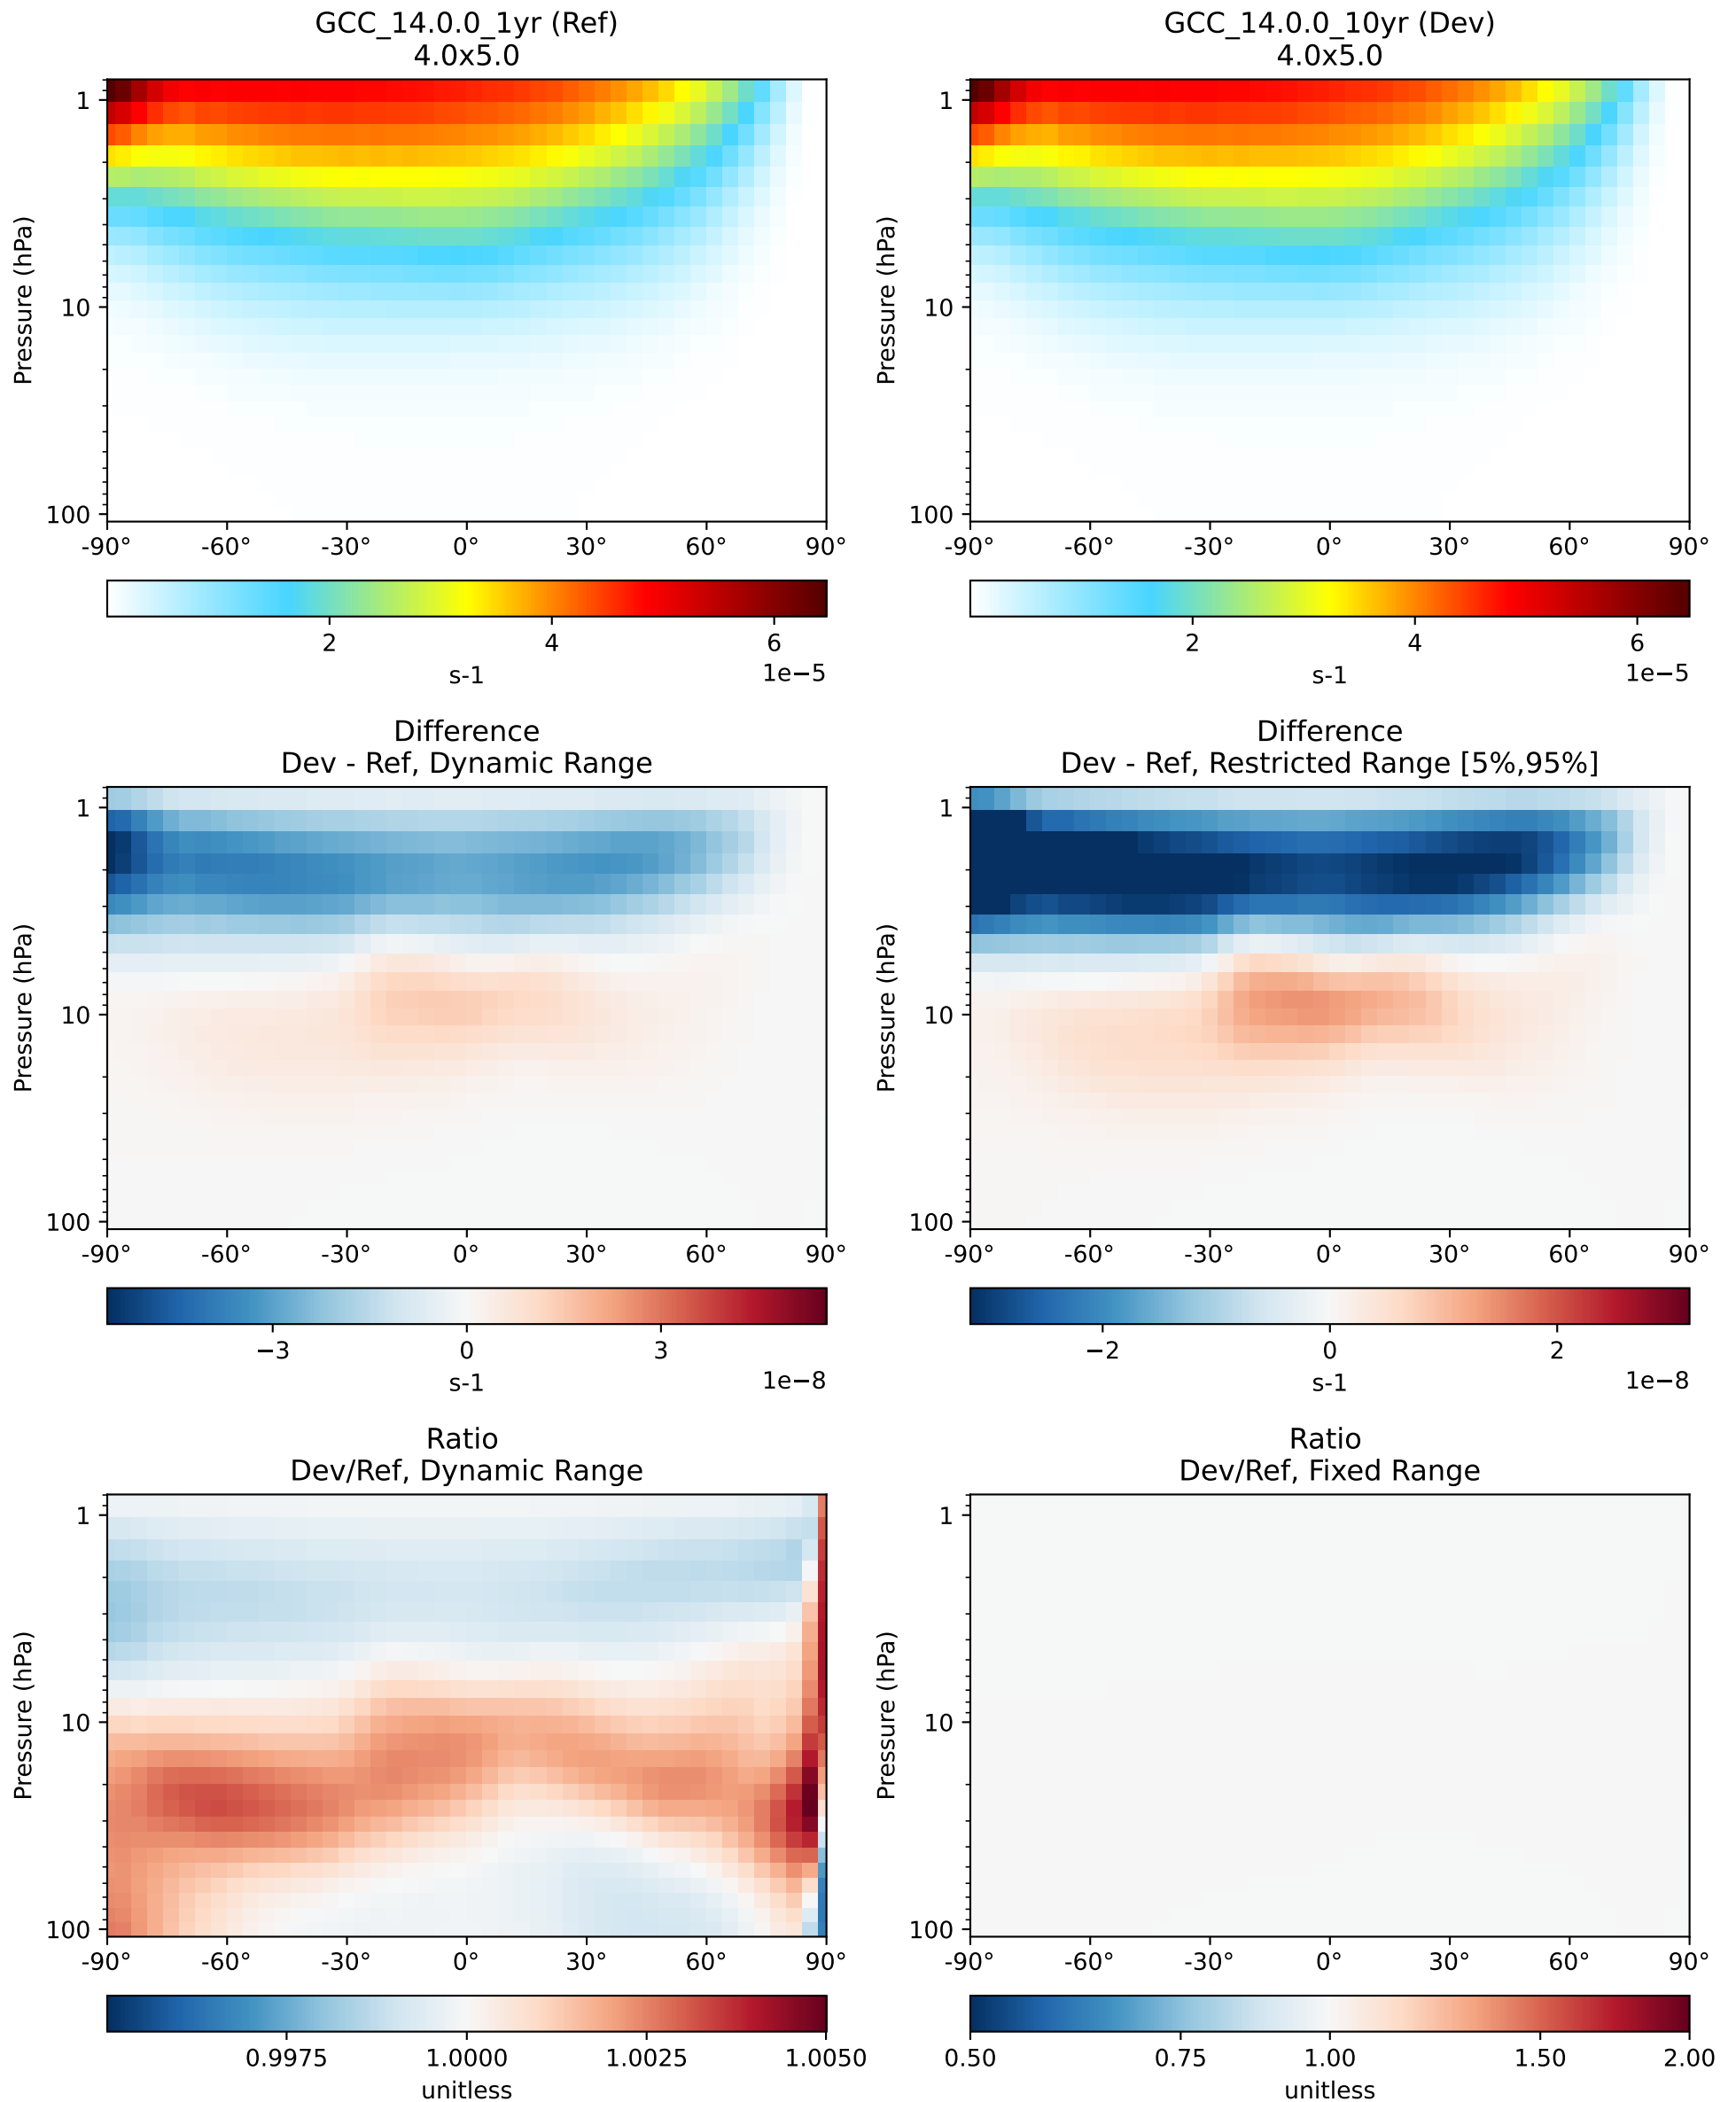 GCC_14.0.0_1yr (Ref)
4.0x5.0
GCC_14.0.0_10yr (Dev)
4.0x5.0
Pressure (hPa)
1
10
100
-90° -60° -30° 0° 30° 60° 90°
2 4 6
s-1
1e−5
Pressure (hPa)
1
10
100
-90° -60° -30° 0° 30° 60° 90°
2 4 6
s-1
1e−5
Difference
Dev - Ref, Dynamic Range
Difference
Dev - Ref, Restricted Range [5%,95%]
Pressure (hPa)
1
10
100
-90° -60° -30° 0° 30° 60° 90°
−3 0 3
s-1
1e−8
Pressure (hPa)
1
10
100
-90° -60° -30° 0° 30° 60° 90°
−2 0 2
s-1
1e−8
Ratio
Dev/Ref, Dynamic Range
Ratio
Dev/Ref, Fixed Range
Pressure (hPa)
1
10
100
-90° -60° -30° 0° 30° 60° 90°
0.9975 1.0000 1.0025 1.0050
unitless
Pressure (hPa)
1
10
100
-90° -60° -30° 0° 30° 60° 90°
0.50 0.75 1.00 1.50 2.00
unitless